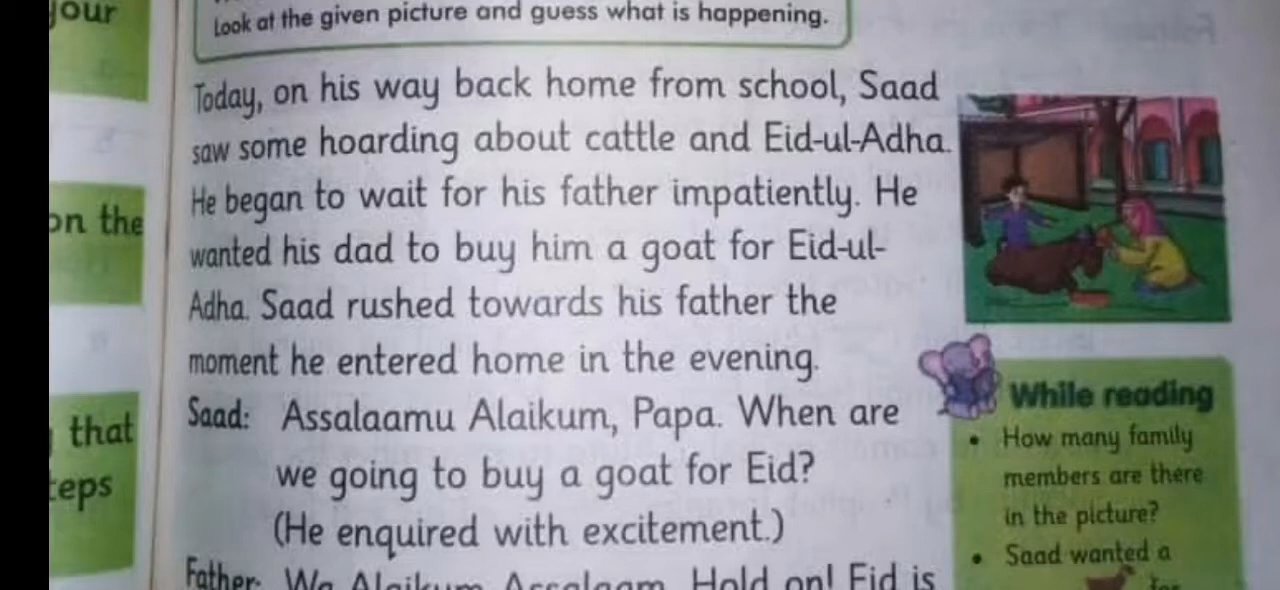 your
on the
that
teps
Look at the given picture and guess what is happening.
Today, on his way back home from school, Saad
saw some hoarding about cattle and Eid-ul-Adha.
He began to wait for his father impatiently. He
wanted his dad to buy him a goat for Eid-ul-
Adha. Saad rushed towards his father the
moment he entered home in the evening.
Saad: Assalaamu Alaikum, Papa. When are
we going to buy a goat for Eid?
(He enquired with excitement.)
Father: Wa Alaikum Assalaam. Hold on! Eid is
While reading
• How many family
members are there
in the picture?
• Saad wanted a
for